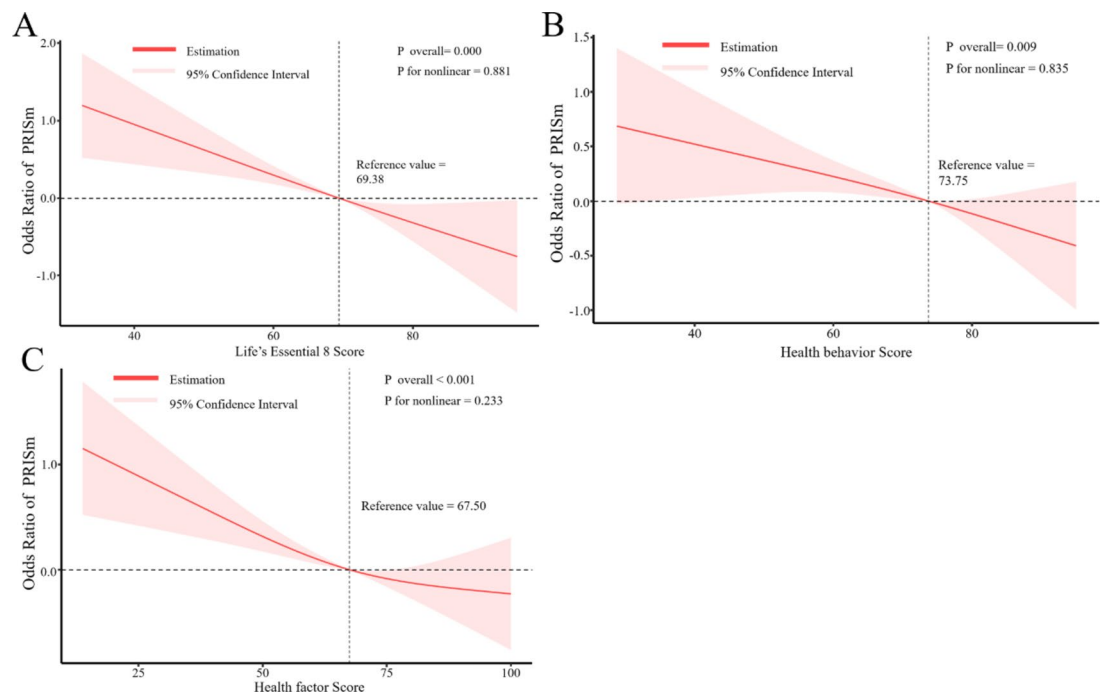 A
Odds Ratio of PRISm
2.0
1.0
0.0
-1.0
Estimation
95% Confidence Interval
P overall= 0.000
P for nonlinear = 0.881
Reference value =
69.38
40
60
80
Life's Essential 8 Score
B
Odds Ratio of PRISm
1.5
1.0
0.5
0.0
-0.5
-1.0
Estimation
95% Confidence Interval
P overall= 0.009
P for nonlinear = 0.835
Reference value =
73.75
40
60
80
Health behavior Score
C
Odds Ratio of PRISm
1.0
0.0
Estimation
95% Confidence Interval
P overall < 0.001
P for nonlinear = 0.233
Reference value = 67.50
25
50
75
100
Health factor Score